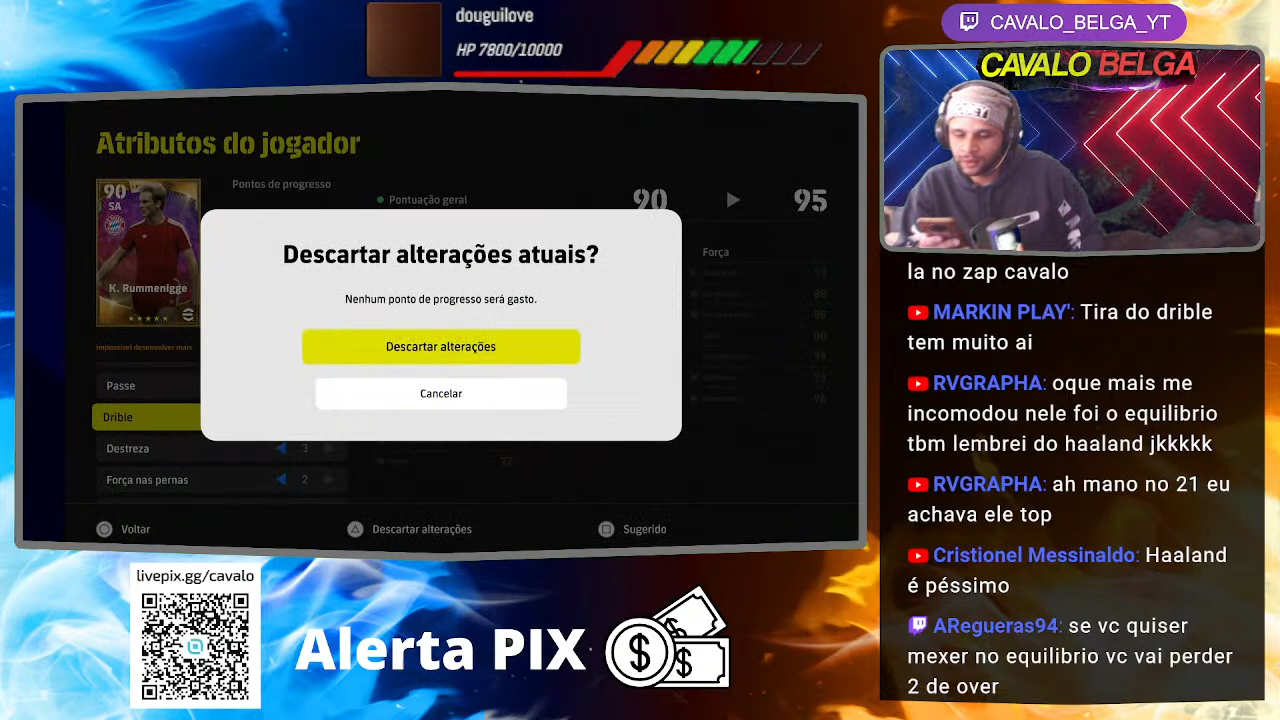 douguilove
HP 7800/10000
CAVALO_BELGA_YT
CAVALO BELGA
Atributos do jogador
Pontos de progresso
Pontuação geral
90
95
90
SA
K. Rummenigge
Impossível desenvolver mais
Força
Descartar alterações atuais?
Nenhum ponto de progresso será gasto.
Descartar alterações
Cancelar
Passe
Drible
Destreza
3
Força nas pernas
2
Voltar
Descartar alterações
Sugerido
la no zap cavalo
MARKIN PLAY': Tira do drible
tem muito ai
RVGRAPHA: oque mais me
incomodou nele foi o equilibrio
tbm lembrei do haaland jkkkkk
RVGRAPHA: ah mano no 21 eu
achava ele top
Cristionel Messinaldo: Haaland
é péssimo
ARegueras94: se vc quiser
mexer no equilibrio vc vai perder
2 de over
livepix.gg/cavalo
Alerta PIX